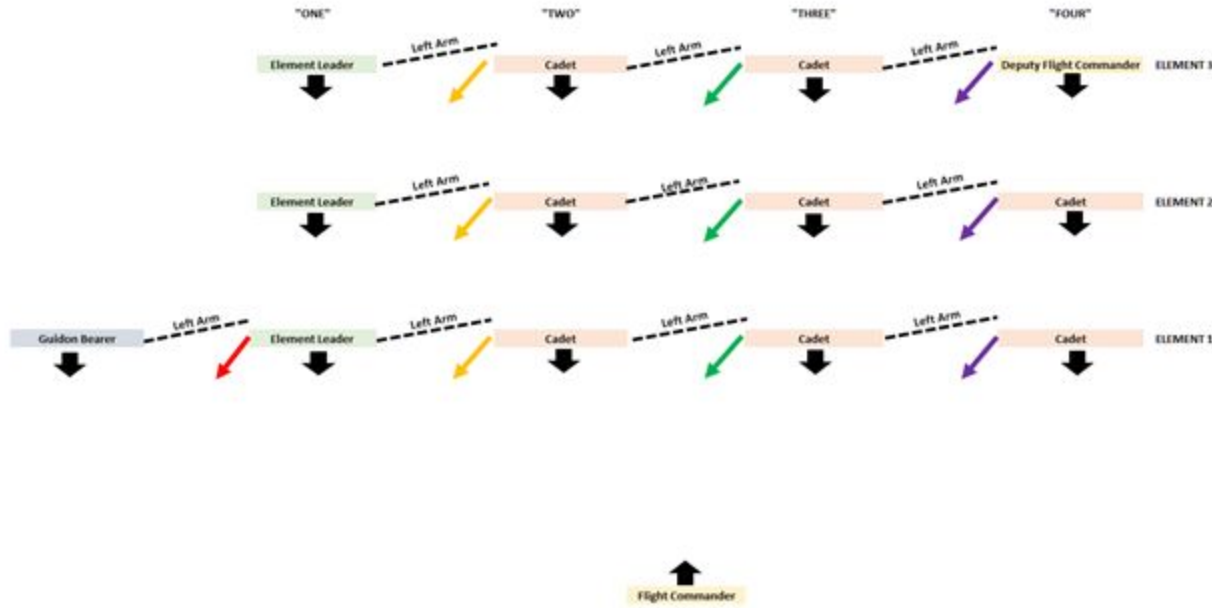 "ONE" "TWO" "THREE" "FOUR"
Left Arm Left Arm Left Arm
Element Leader Cadet Cadet Deputy Flight Commander ELEMENT 3
Left Arm Left Arm Left Arm
Element Leader Cadet Cadet Cadet ELEMENT 2
Left Arm Left Arm Left Arm Left Arm
Guidon Bearer Element Leader Cadet Cadet Cadet ELEMENT 1
Flight Commander